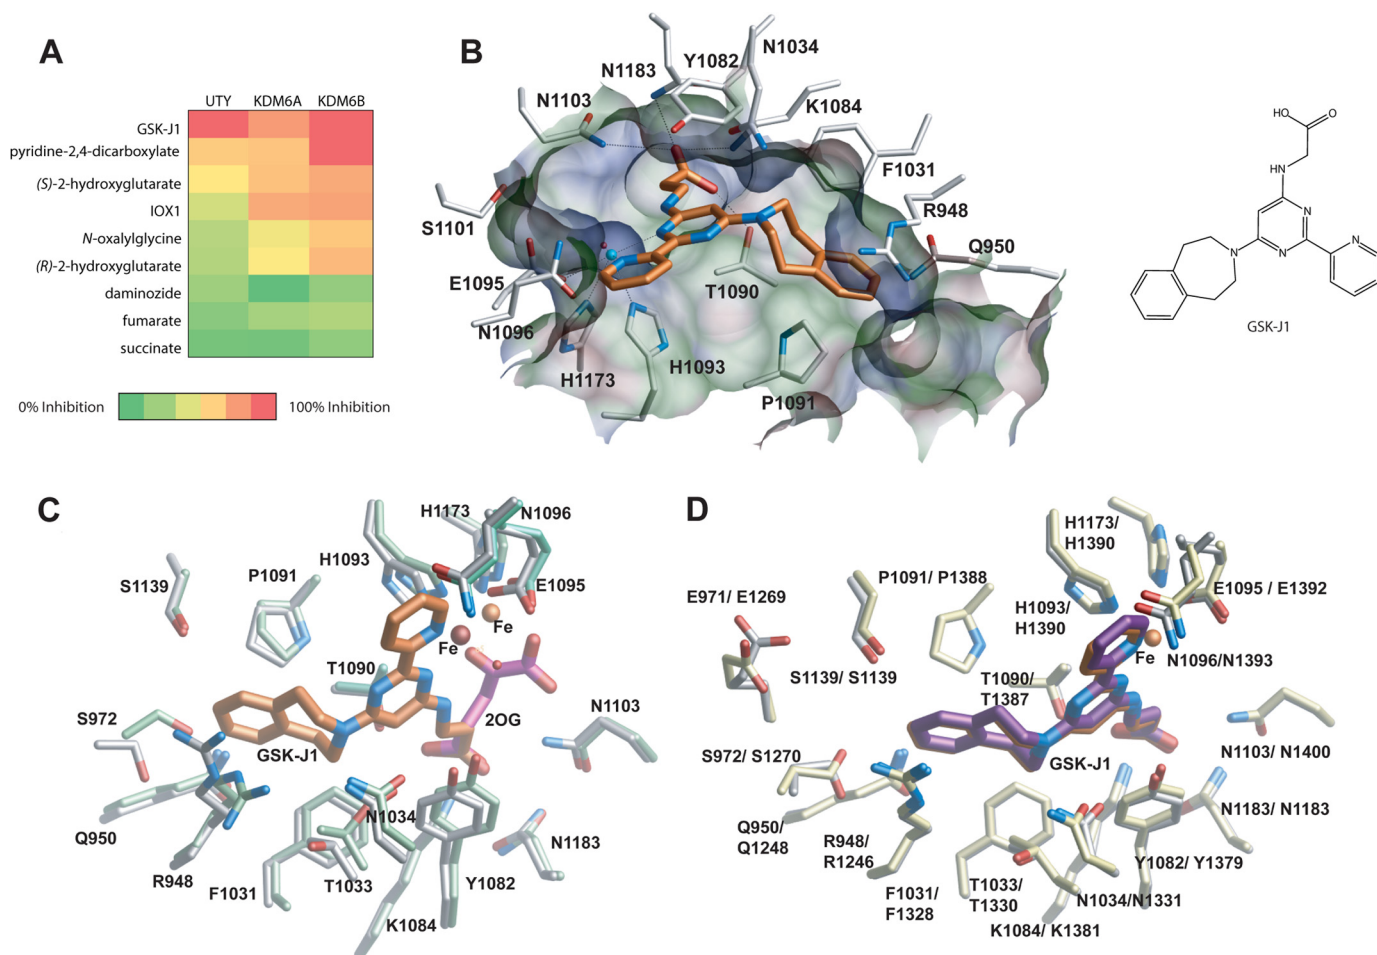 A
UTY KDM6A KDM6B
GSK-J1
pyridine-2,4-dicarboxylate
(S)-2-hydroxyglutarate
IOX1
N-oxalylglycine
(R)-2-hydroxyglutarate
daminozide
fumarate
succinate
0% Inhibition 100% Inhibition
B
N1034
Y1082
N1183
N1103
K1084
F1031
R948
S1101
Q950
E1095
T1090
N1096
H1093
H1173
P1091
HO
O
HN
N
N
N
N
GSK-J1
C
H1173 N1096
H1093
S1139
P1091
E1095
Fe
Fe
T1090
2OG
S972
N1103
GSK-J1
N1034
Q950
N1183
R948
T1033
Y1082
F1031
K1084
D
H1173/
H1390
P1091/ P1388
E1095 / E1392
E971/ E1269
H1093/
H1390
Fe
N1096/N1393
S1139/ S1139
T1090/
T1387
S972/ S1270
GSK-J1
N1103/ N1400
N1183/ N1183
Q950/
Q1248
R948/
R1246
Y1082/ Y1379
F1031/
F1328
T1033/
T1330
N1034/N1331
K1084/ K1381